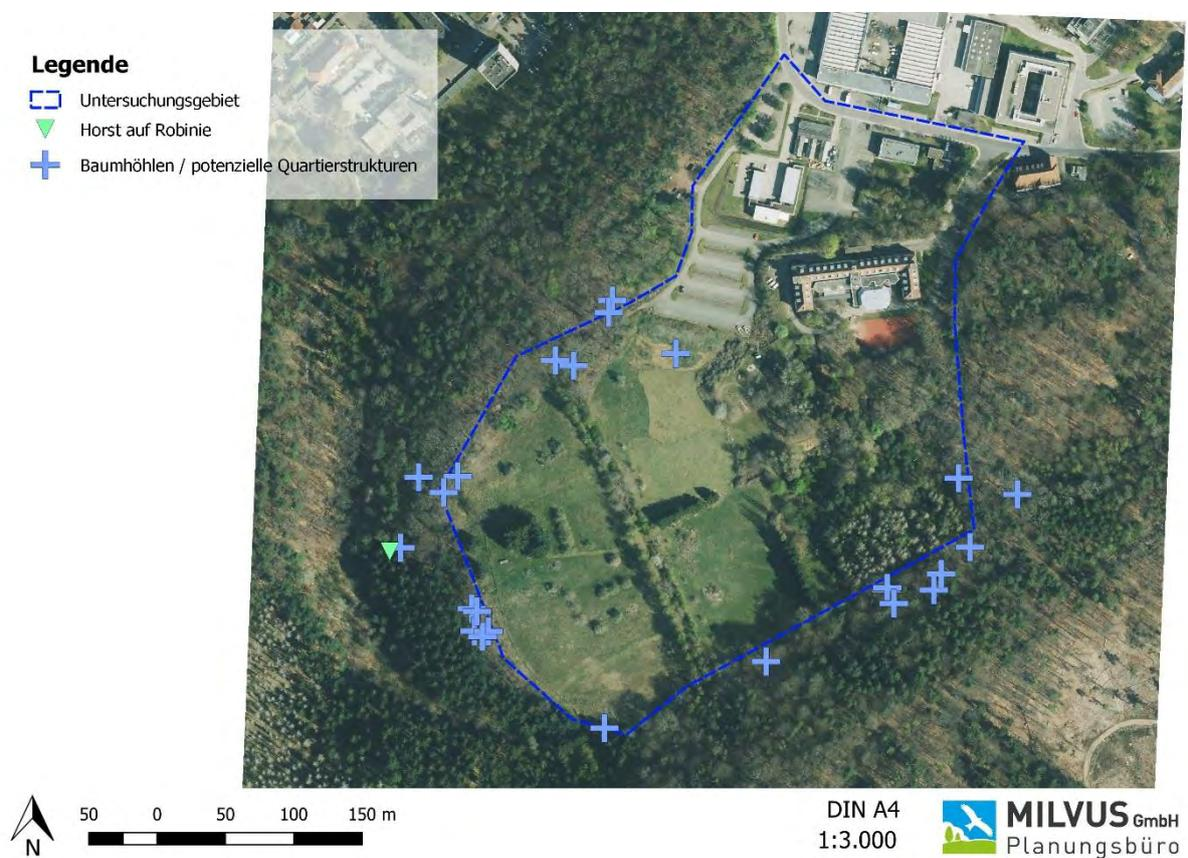 Legende
Untersuchungsgebiet
Horst auf Robinie
Baumhöhlen / potenzielle Quartierstrukturen
50 0 50 100 150 m
N
DIN A4
1:3.000
MILVUS GmbH
Planungsbüro